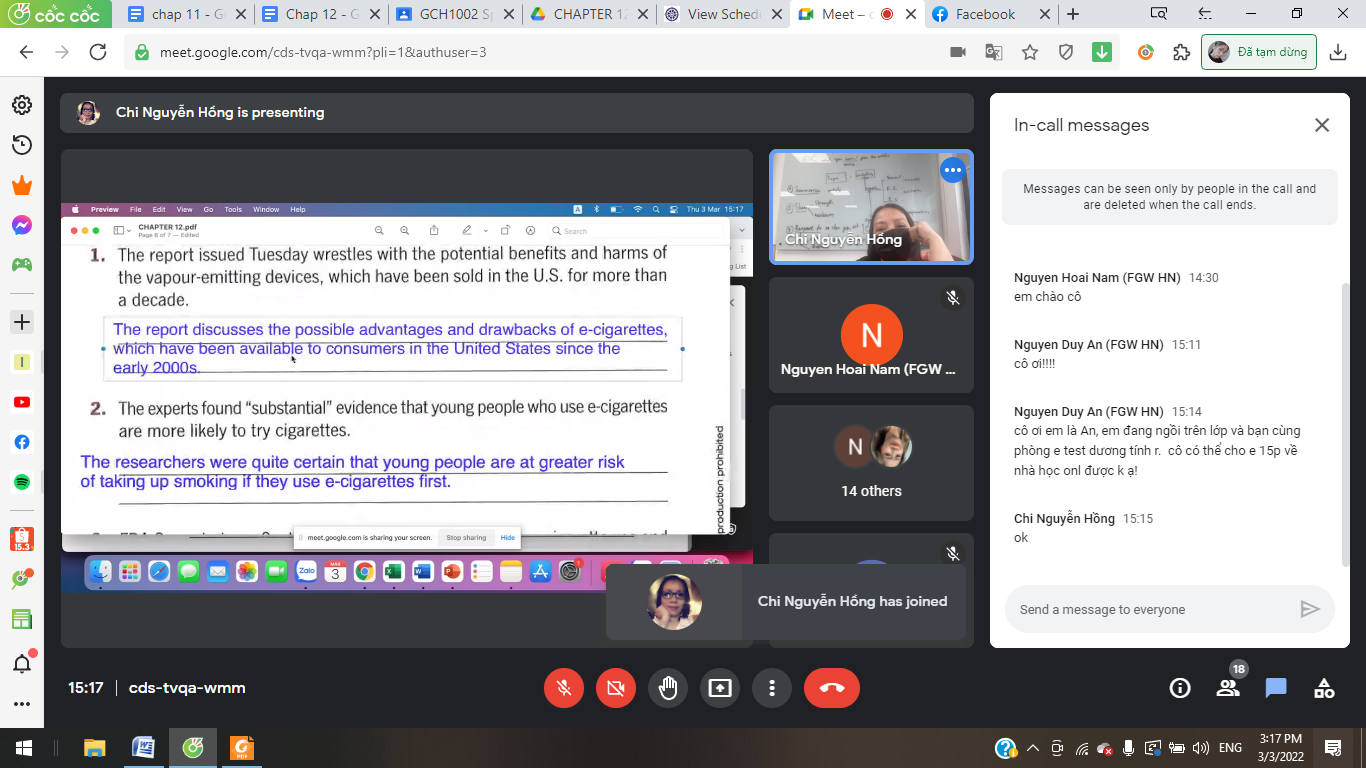 cốc cốc
chap 11 - G
Chap 12 - G
GCH1002 S
CHAPTER 12
View Sched
Meet –
Facebook
meet.google.com/cds-tvqa-wmm?pli=1&authuser=3
Đã tạm dừng
Chi Nguyễn Hồng is presenting
Preview File Edit View Go Tools Window Help
A
Thu 3 Mar 15:17
CHAPTER 12.pdf
Page 6 of 7 — Edited
Search
1. The report issued Tuesday wrestles with the potential benefits and harms of
the vapour-emitting devices, which have been sold in the U.S. for more than
a decade.
The report discusses the possible advantages and drawbacks of e-cigarettes,
which have been available to consumers in the United States since the
early 2000s.
2. The experts found “substantial” evidence that young people who use e-cigarettes
are more likely to try cigarettes.
The researchers were quite certain that young people are at greater risk
of taking up smoking if they use e-cigarettes first.
production prohibited
ng List
meet.google.com is sharing your screen.
Stop sharing
Hide
Zalo
MAR
3
Chi Nguyễn Hồng
N
Nguyen Hoai Nam (FGW ...
N
14 others
Chi Nguyễn Hồng has joined
In-call messages
Messages can be seen only by people in the call and
are deleted when the call ends.
Nguyen Hoai Nam (FGW HN) 14:30
em chào cô
Nguyen Duy An (FGW HN) 15:11
cô ơi!!!!
Nguyen Duy An (FGW HN) 15:14
cô ơi em là An, em đang ngồi trên lớp và bạn cùng
phòng e test dương tính r. cô có thể cho e 15p về
nhà học onl được k ạ!
Chi Nguyễn Hồng 15:15
ok
Send a message to everyone
15.3
15:17 | cds-tvqa-wmm
18
PDF
ENG
3:17 PM
3/3/2022